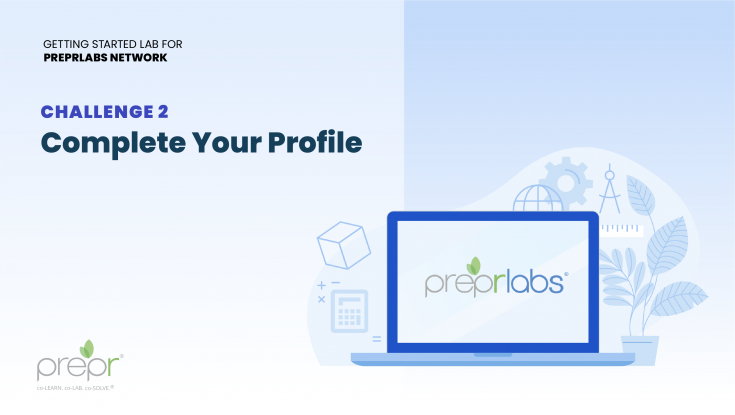 GETTING STARTED LAB FOR
PREPRLABS NETWORK
CHALLENGE 2
Complete Your Profile
preprlabs®
prepr®
co-LEARN. co-LAB. co-SOLVE.®